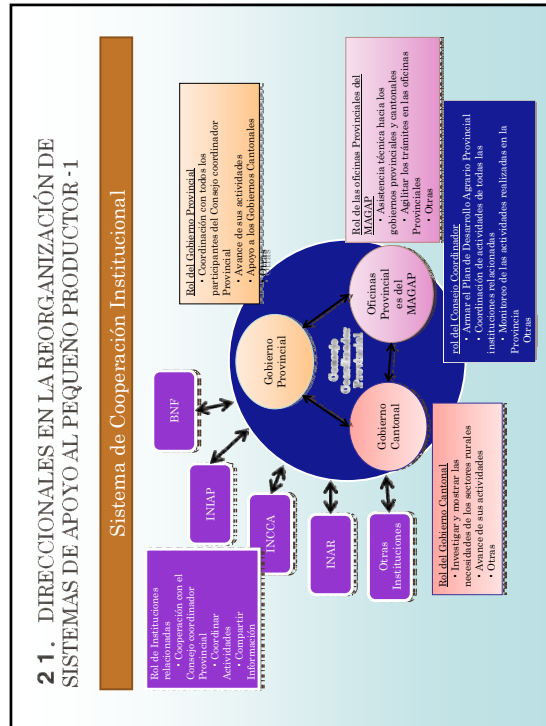 21. DIRECCIONALES EN LA REORGANIZACIÓN DE
SISTEMAS DE APOYO AL PEQUEÑO PRODUCTOR -1
Sistema de Cooperación Institucional
Rol de Instituciones
relacionadas
• Cooperación con el
Consejo coordinador
Provincial
• Coordinar
Actividades
• Compartir
Información
BNF
INIAP
INCCA
INAR
Otras
Instituciones
Rol del Gobierno Provincial
• Coordinación con todos los
participantes del Consejo coordinador
Provincial
• Avance de sus actividades
• Apoyo a los Gobiernos Cantonales
• Otras
Gobierno
Provincial
Consejo
Coordinador
Provincial
Gobierno
Cantonal
Oficinas
Provincial
es del
MAGAP
Rol de las oficinas Provinciales del
MAGAP
• Asistencia técnica hacia los
gobiernos provinciales y cantonales
• Agilitar los trámites en las oficinas
Provinciales
• Otras
Rol del Gobierno Cantonal
• Investigar y mostrar las
necesidades de los sectores rurales
• Avance de sus actividades
• Otras
rol del Consejo Coordinador
• Armar el Plan de Desarrollo Agrario Provincial
• Coordinación de actividades de todas las
instituciones relacionadas
• Monitoreo de las actividades realizadas en la
Provincia
Otras